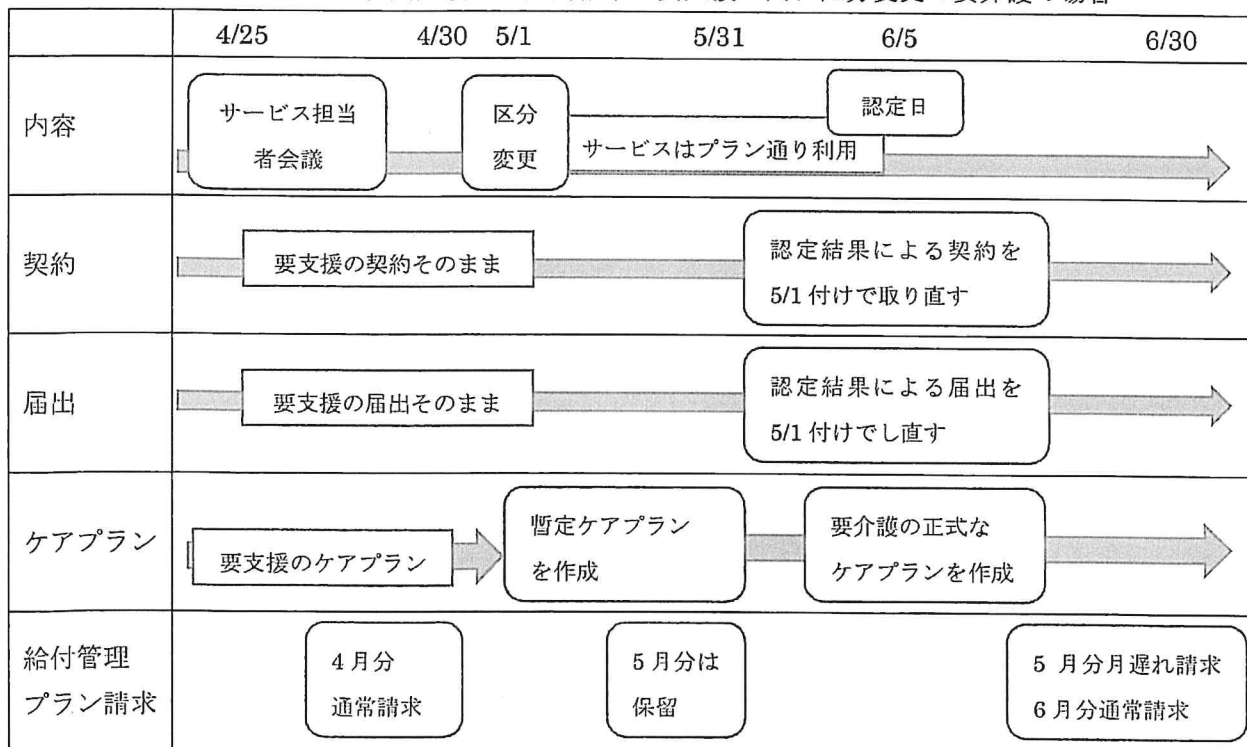 4/25 4/30 5/1 5/31 6/5 6/30
内容
サービス担当
者会議
区分
変更
サービスはプラン通り利用
認定日
契約
要支援の契約そのまま
認定結果による契約を
5/1 付けで取り直す
届出
要支援の届出そのまま
認定結果による届出を
5/1 付けでし直す
ケアプラン
要支援のケアプラン
暫定ケアプラン
を作成
要介護の正式な
ケアプランを作成
給付管理
プラン請求
4 月分
通常請求
5 月分は
保留
5 月分月遅れ請求
6 月分通常請求